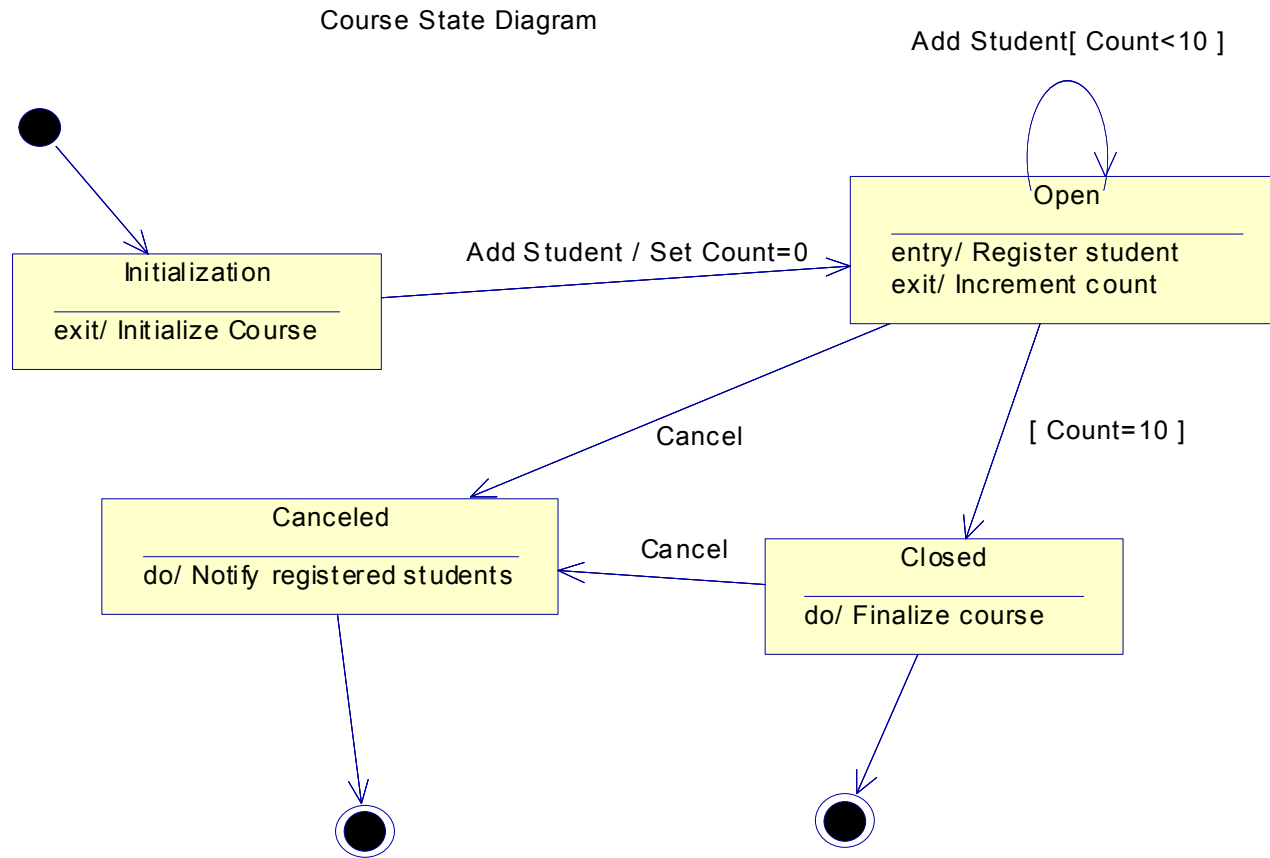 Course State Diagram
Add Student[ Count<10 ]
Open
entry/ Register student
exit/ Increment count
Initialization
exit/ Initialize Course
Add Student / Set Count=0
Cancel
[ Count=10 ]
Canceled
do/ Notify registered students
Cancel
Closed
do/ Finalize course